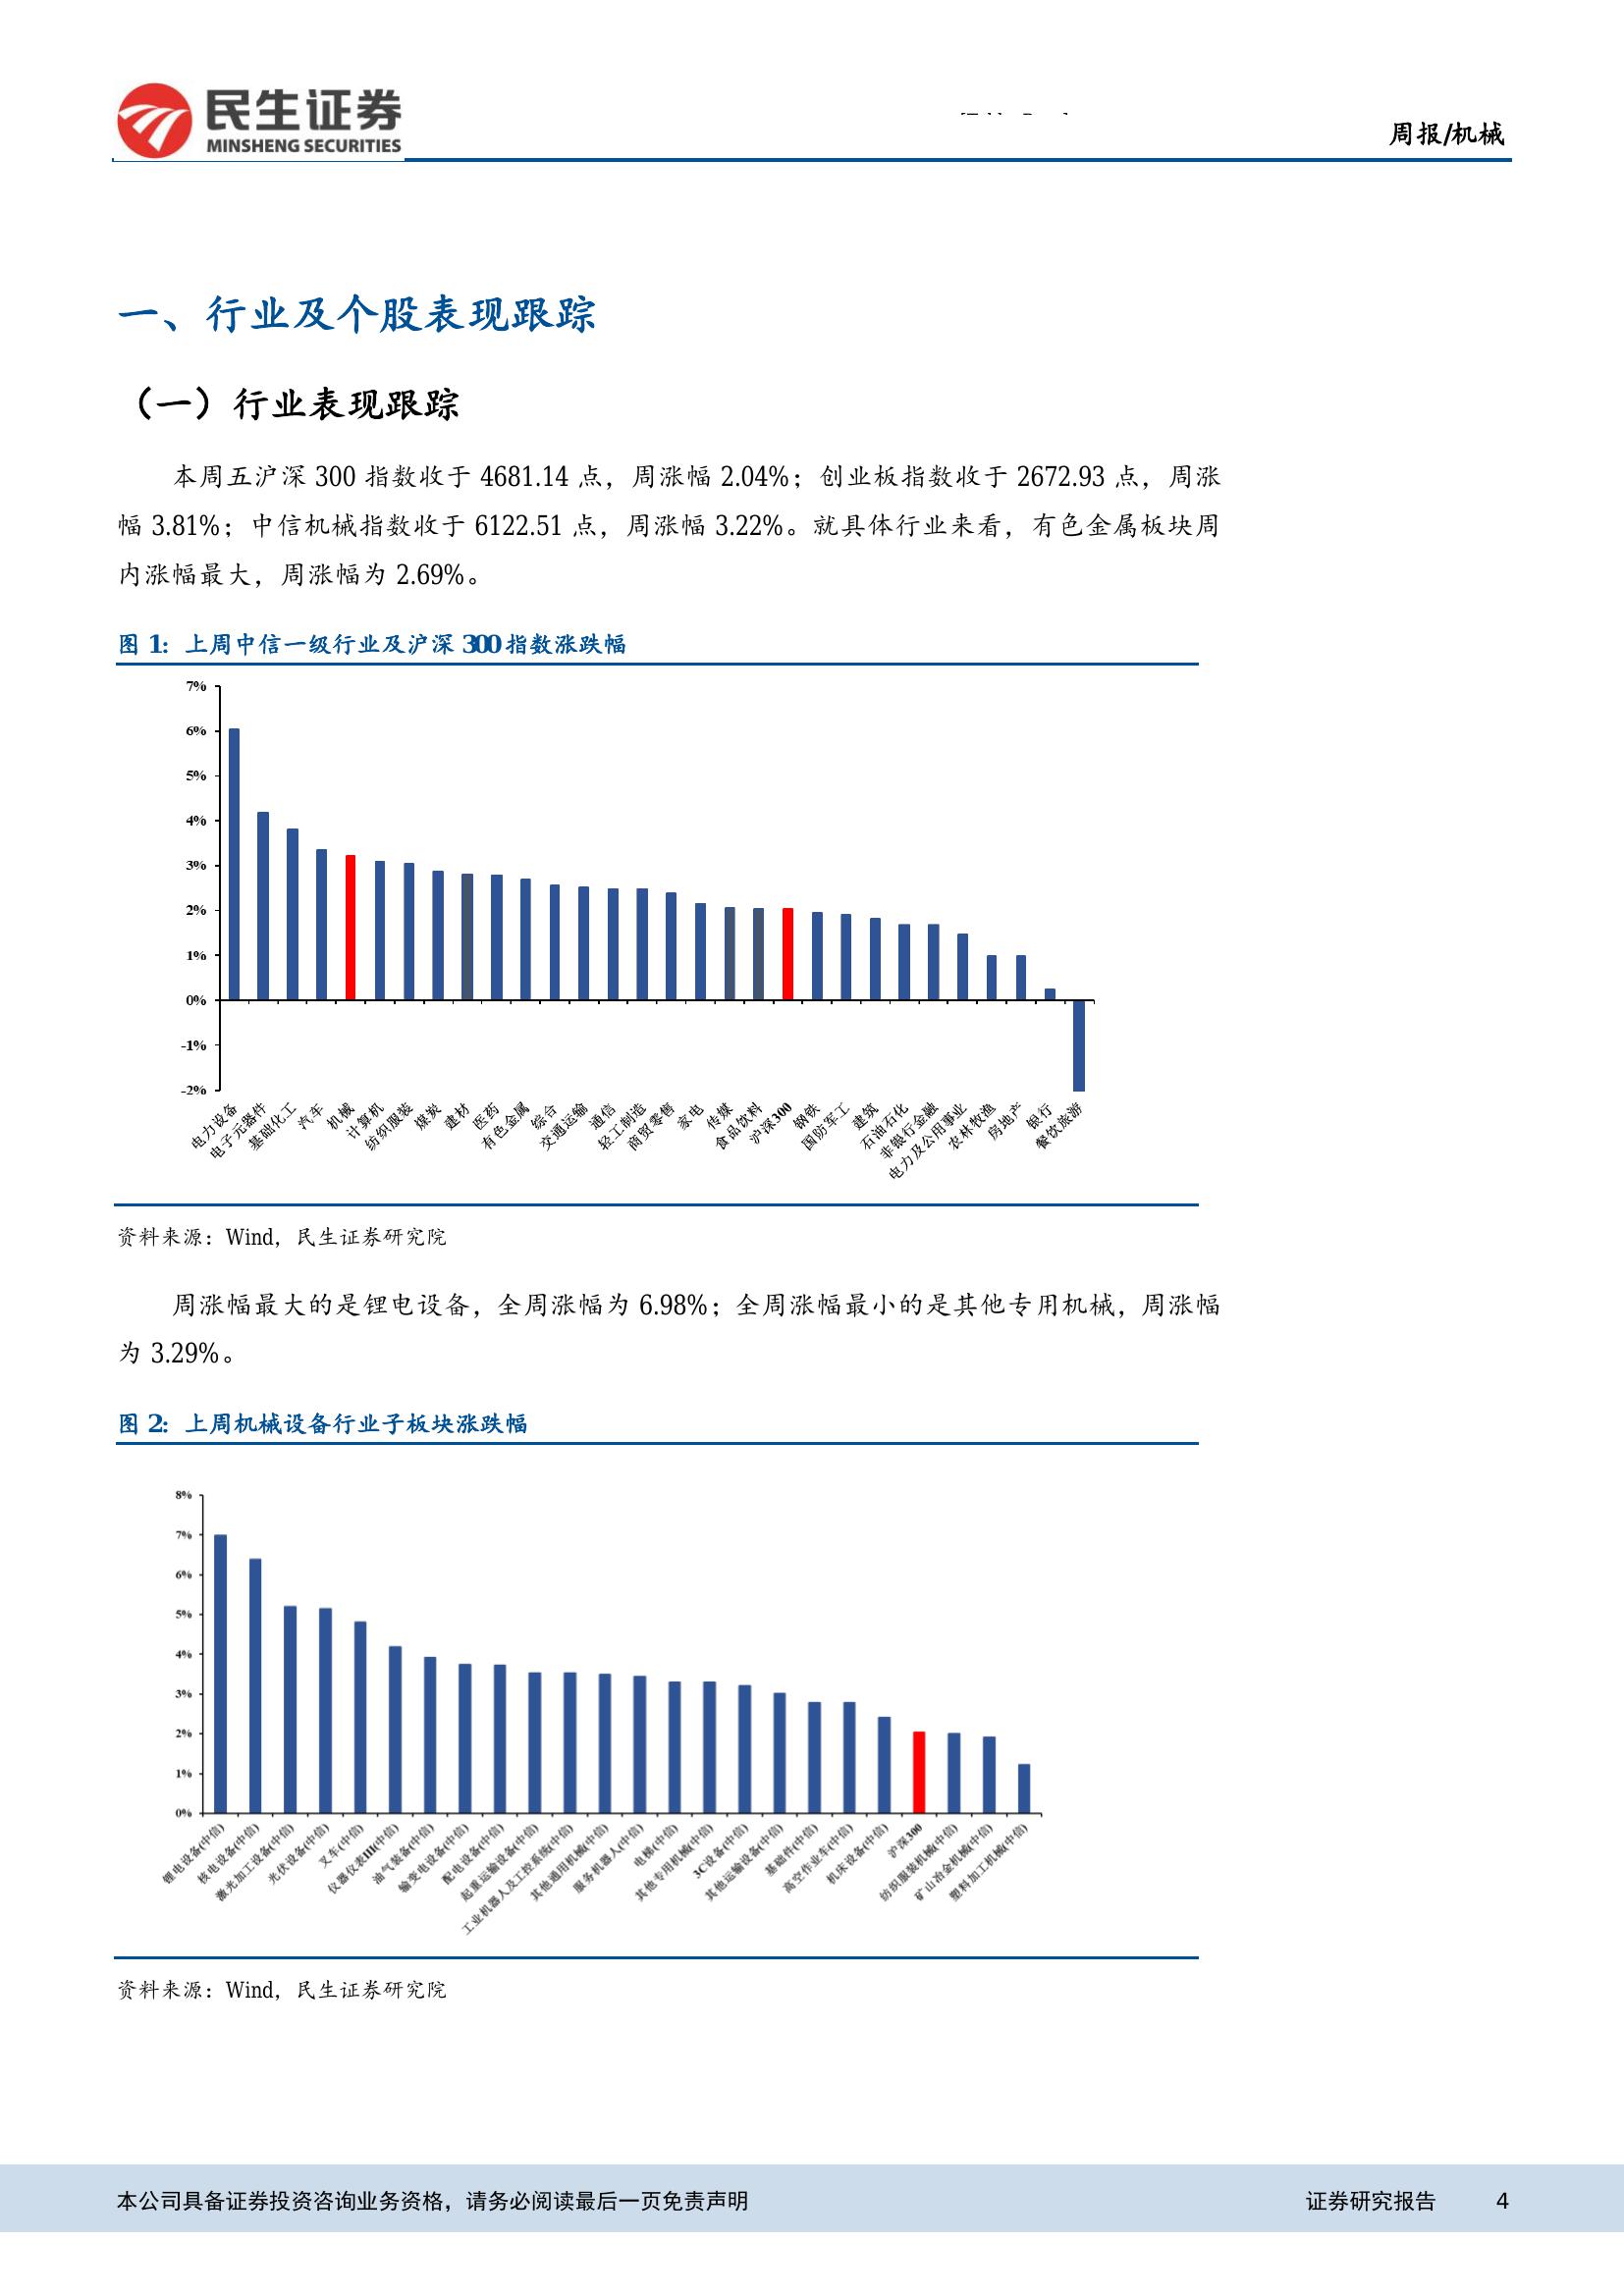 民生证券
MINSHENG SECURITIES
周报/机械
一、行业及个股表现跟踪
（一）行业表现跟踪
本周五沪深 300 指数收于 4681.14 点，周涨幅 2.04%；创业板指数收于 2672.93 点，周涨
幅 3.81%；中信机械指数收于 6122.51 点，周涨幅 3.22%。就具体行业来看，有色金属板块周
内涨幅最大，周涨幅为 2.69%。
图 1：上周中信一级行业及沪深 300 指数涨跌幅
7%
6%
5%
4%
3%
2%
1%
0%
-1%
-2%
电力设备
电子元器件
基础化工
汽车
机械
计算机
纺织服装
煤炭
建材
医药
有色金属
综合
交通运输
通信
轻工制造
商贸零售
家电
传媒
食品饮料
沪深300
钢铁
国防军工
建筑
石油石化
非银行金融
电力及公用事业
农林牧渔
房地产
银行
餐饮旅游
资料来源：Wind，民生证券研究院
周涨幅最大的是锂电设备，全周涨幅为 6.98%；全周涨幅最小的是其他专用机械，周涨幅
为 3.29%。
图 2：上周机械设备行业子板块涨跌幅
8%
7%
6%
5%
4%
3%
2%
1%
0%
锂电设备(中信)
核电设备(中信)
激光加工设备(中信)
光伏设备(中信)
叉车(中信)
仪器仪表III(中信)
油气装备(中信)
输变电设备(中信)
配电设备(中信)
起重运输设备(中信)
工业机器人及工控系统(中信)
其他通用机械(中信)
服务机器人(中信)
电梯(中信)
其他专用机械(中信)
3C设备(中信)
其他运输设备(中信)
基础件(中信)
高空作业车(中信)
机床设备(中信)
沪深300
纺织服装机械(中信)
矿山冶金机械(中信)
塑料加工机械(中信)
资料来源：Wind，民生证券研究院
本公司具备证券投资咨询业务资格，请务必阅读最后一页免责声明
证券研究报告 4